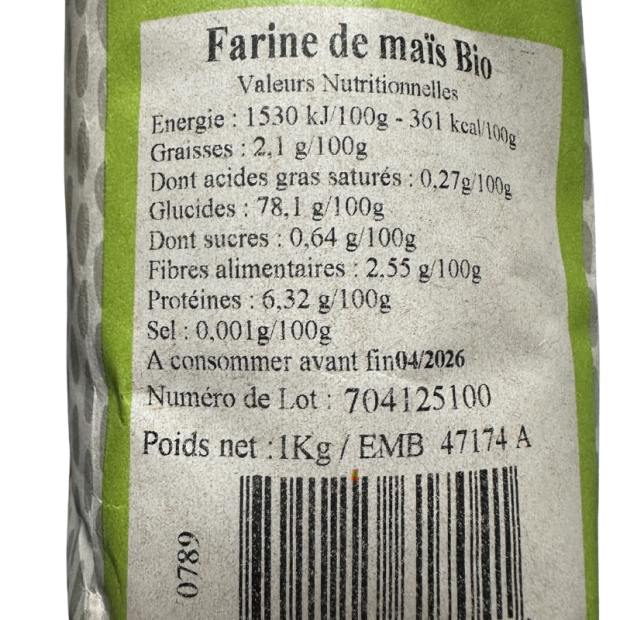 Farine de maïs Bio
Valeurs Nutritionnelles
Energie : 1530 kJ/100g - 361 kcal/100g
Graisses : 2,1 g/100g
Dont acides gras saturés : 0,27g/100g
Glucides : 78,1 g/100g
Dont sucres : 0,64 g/100g
Fibres alimentaires : 2,55 g/100g
Protéines : 6,32 g/100g
Sel : 0,001g/100g
A consommer avant fin04/2026
Numéro de Lot : 704125100
Poids net :1Kg / EMB 47174 A
0789